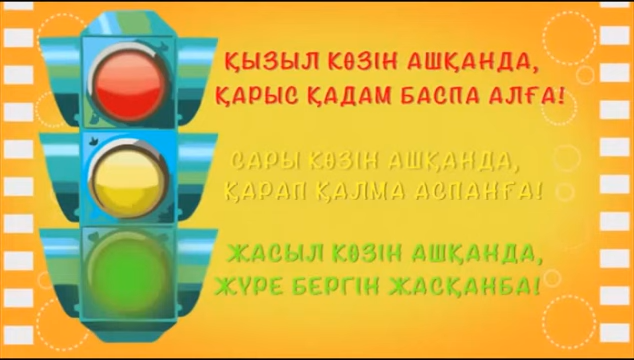 ҚЫЗЫЛ КӨЗІН АШҚАНДА,
ҚАРЫС ҚАДАМ БАСПА АЛҒА!
САРЫ КӨЗІН АШҚАНДА,
ҚАРАП ҚАЛМА АСПАНҒА!
ЖАСЫЛ КӨЗІН АШҚАНДА,
ЖҮРЕ БЕРГІН ЖАСҚАНБА!